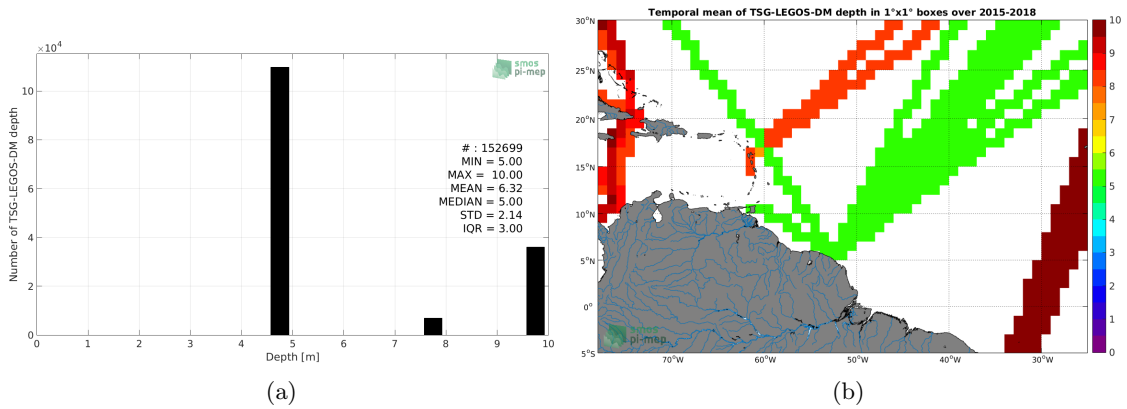 ×10⁴
10
8
6
4
2
0
Number of TSG-LEGOS-DM depth
smos
pi-mep
# : 152699
MIN = 5.00
MAX = 10.00
MEAN = 6.32
MEDIAN = 5.00
STD = 2.14
IQR = 3.00
0 1 2 3 4 5 6 7 8 9 10
Depth [m]
(a)
Temporal mean of TSG-LEGOS-DM depth in 1°x1° boxes over 2015-2018
30°N
25°N
20°N
15°N
10°N
5°N
0°
5°S
70°W 60°W 50°W 40°W 30°W
smos
pi-mep
10
9
8
7
6
5
4
3
2
1
0
(b)